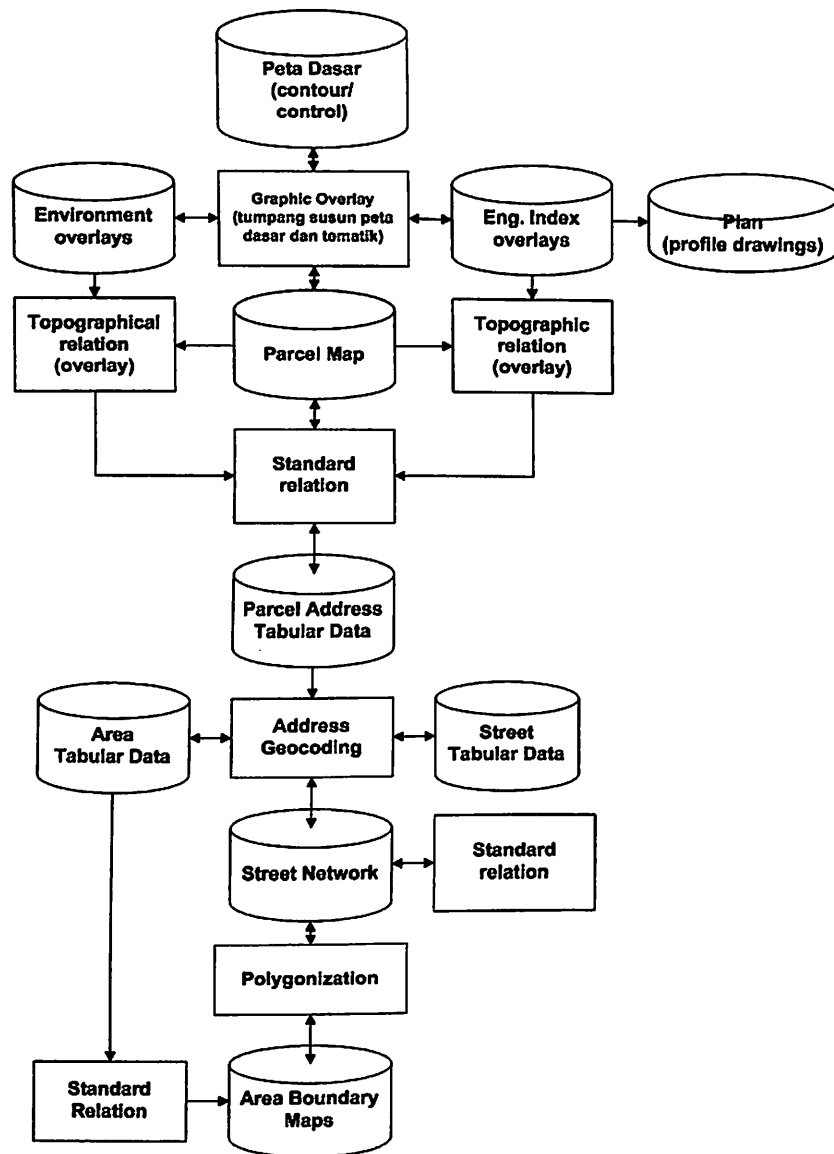 Peta Dasar
(contour/
control)
Environment
overlays
Graphic Overlay
(tumpang susun peta
dasar dan tematik)
Eng. Index
overlays
Plan
(profile drawings)
Topographical
relation
(overlay)
Parcel Map
Topographic
relation
(overlay)
Standard
relation
Parcel Address
Tabular Data
Area
Tabular Data
Address
Geocoding
Street
Tabular Data
Street Network
Standard
relation
Polygonization
Standard
Relation
Area Boundary
Maps